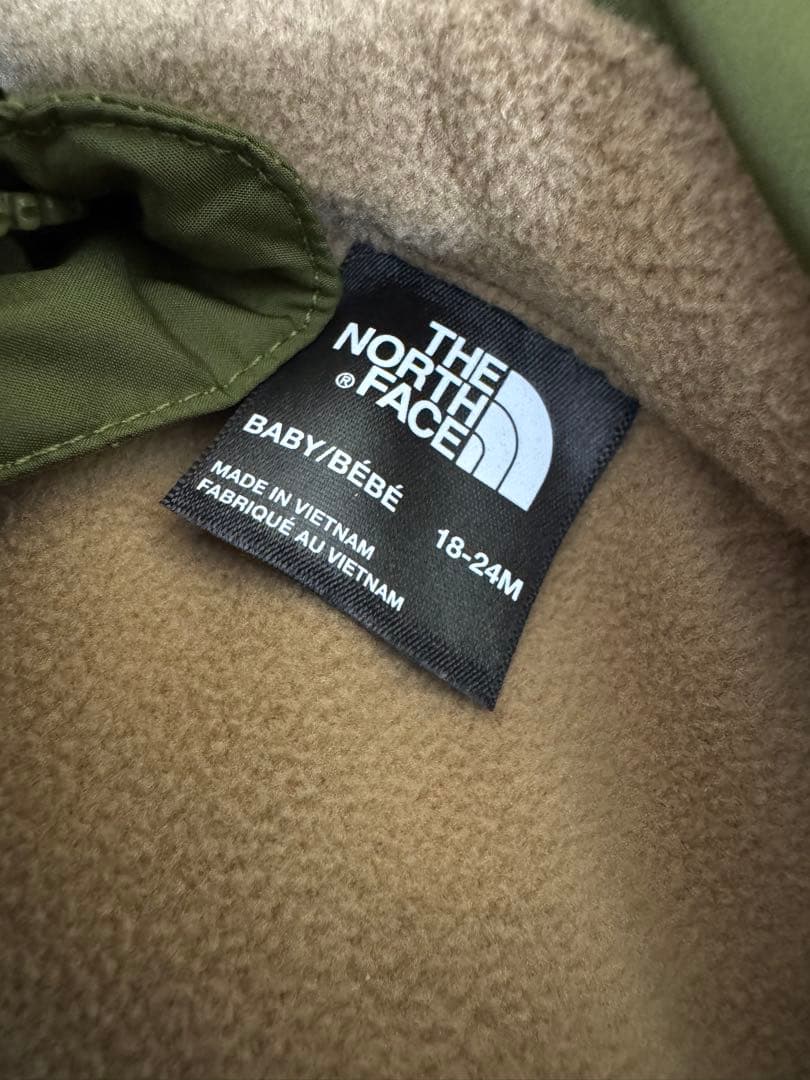 THE
NORTH
FACE
®
BABY/BÉBÉ
18-24M
MADE IN VIETNAM
FABRIQUÉ AU VIETNAM